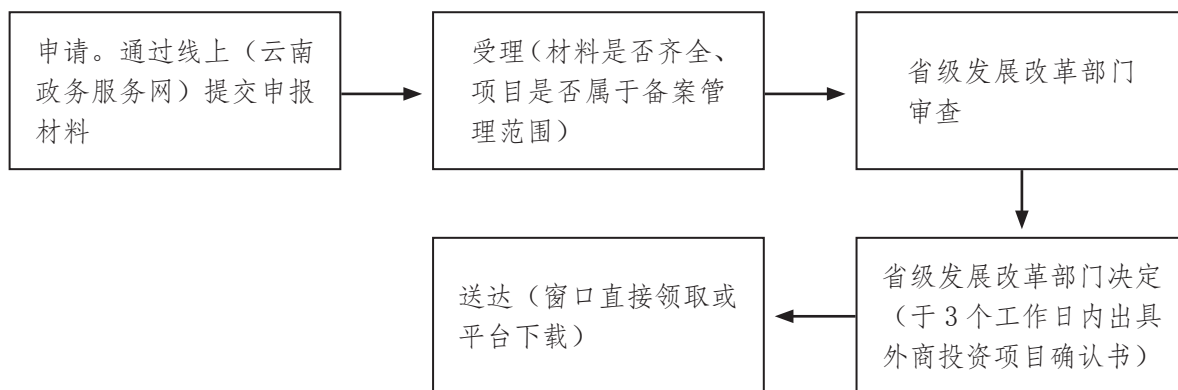 申请。通过线上（云南
政务服务网）提交申报
材料
受理（材料是否齐全、
项目是否属于备案管
理范围）
省级发展改革部门
审查
省级发展改革部门决定
（于 3 个工作日内出具
外商投资项目确认书）
送达（窗口直接领取或
平台下载）